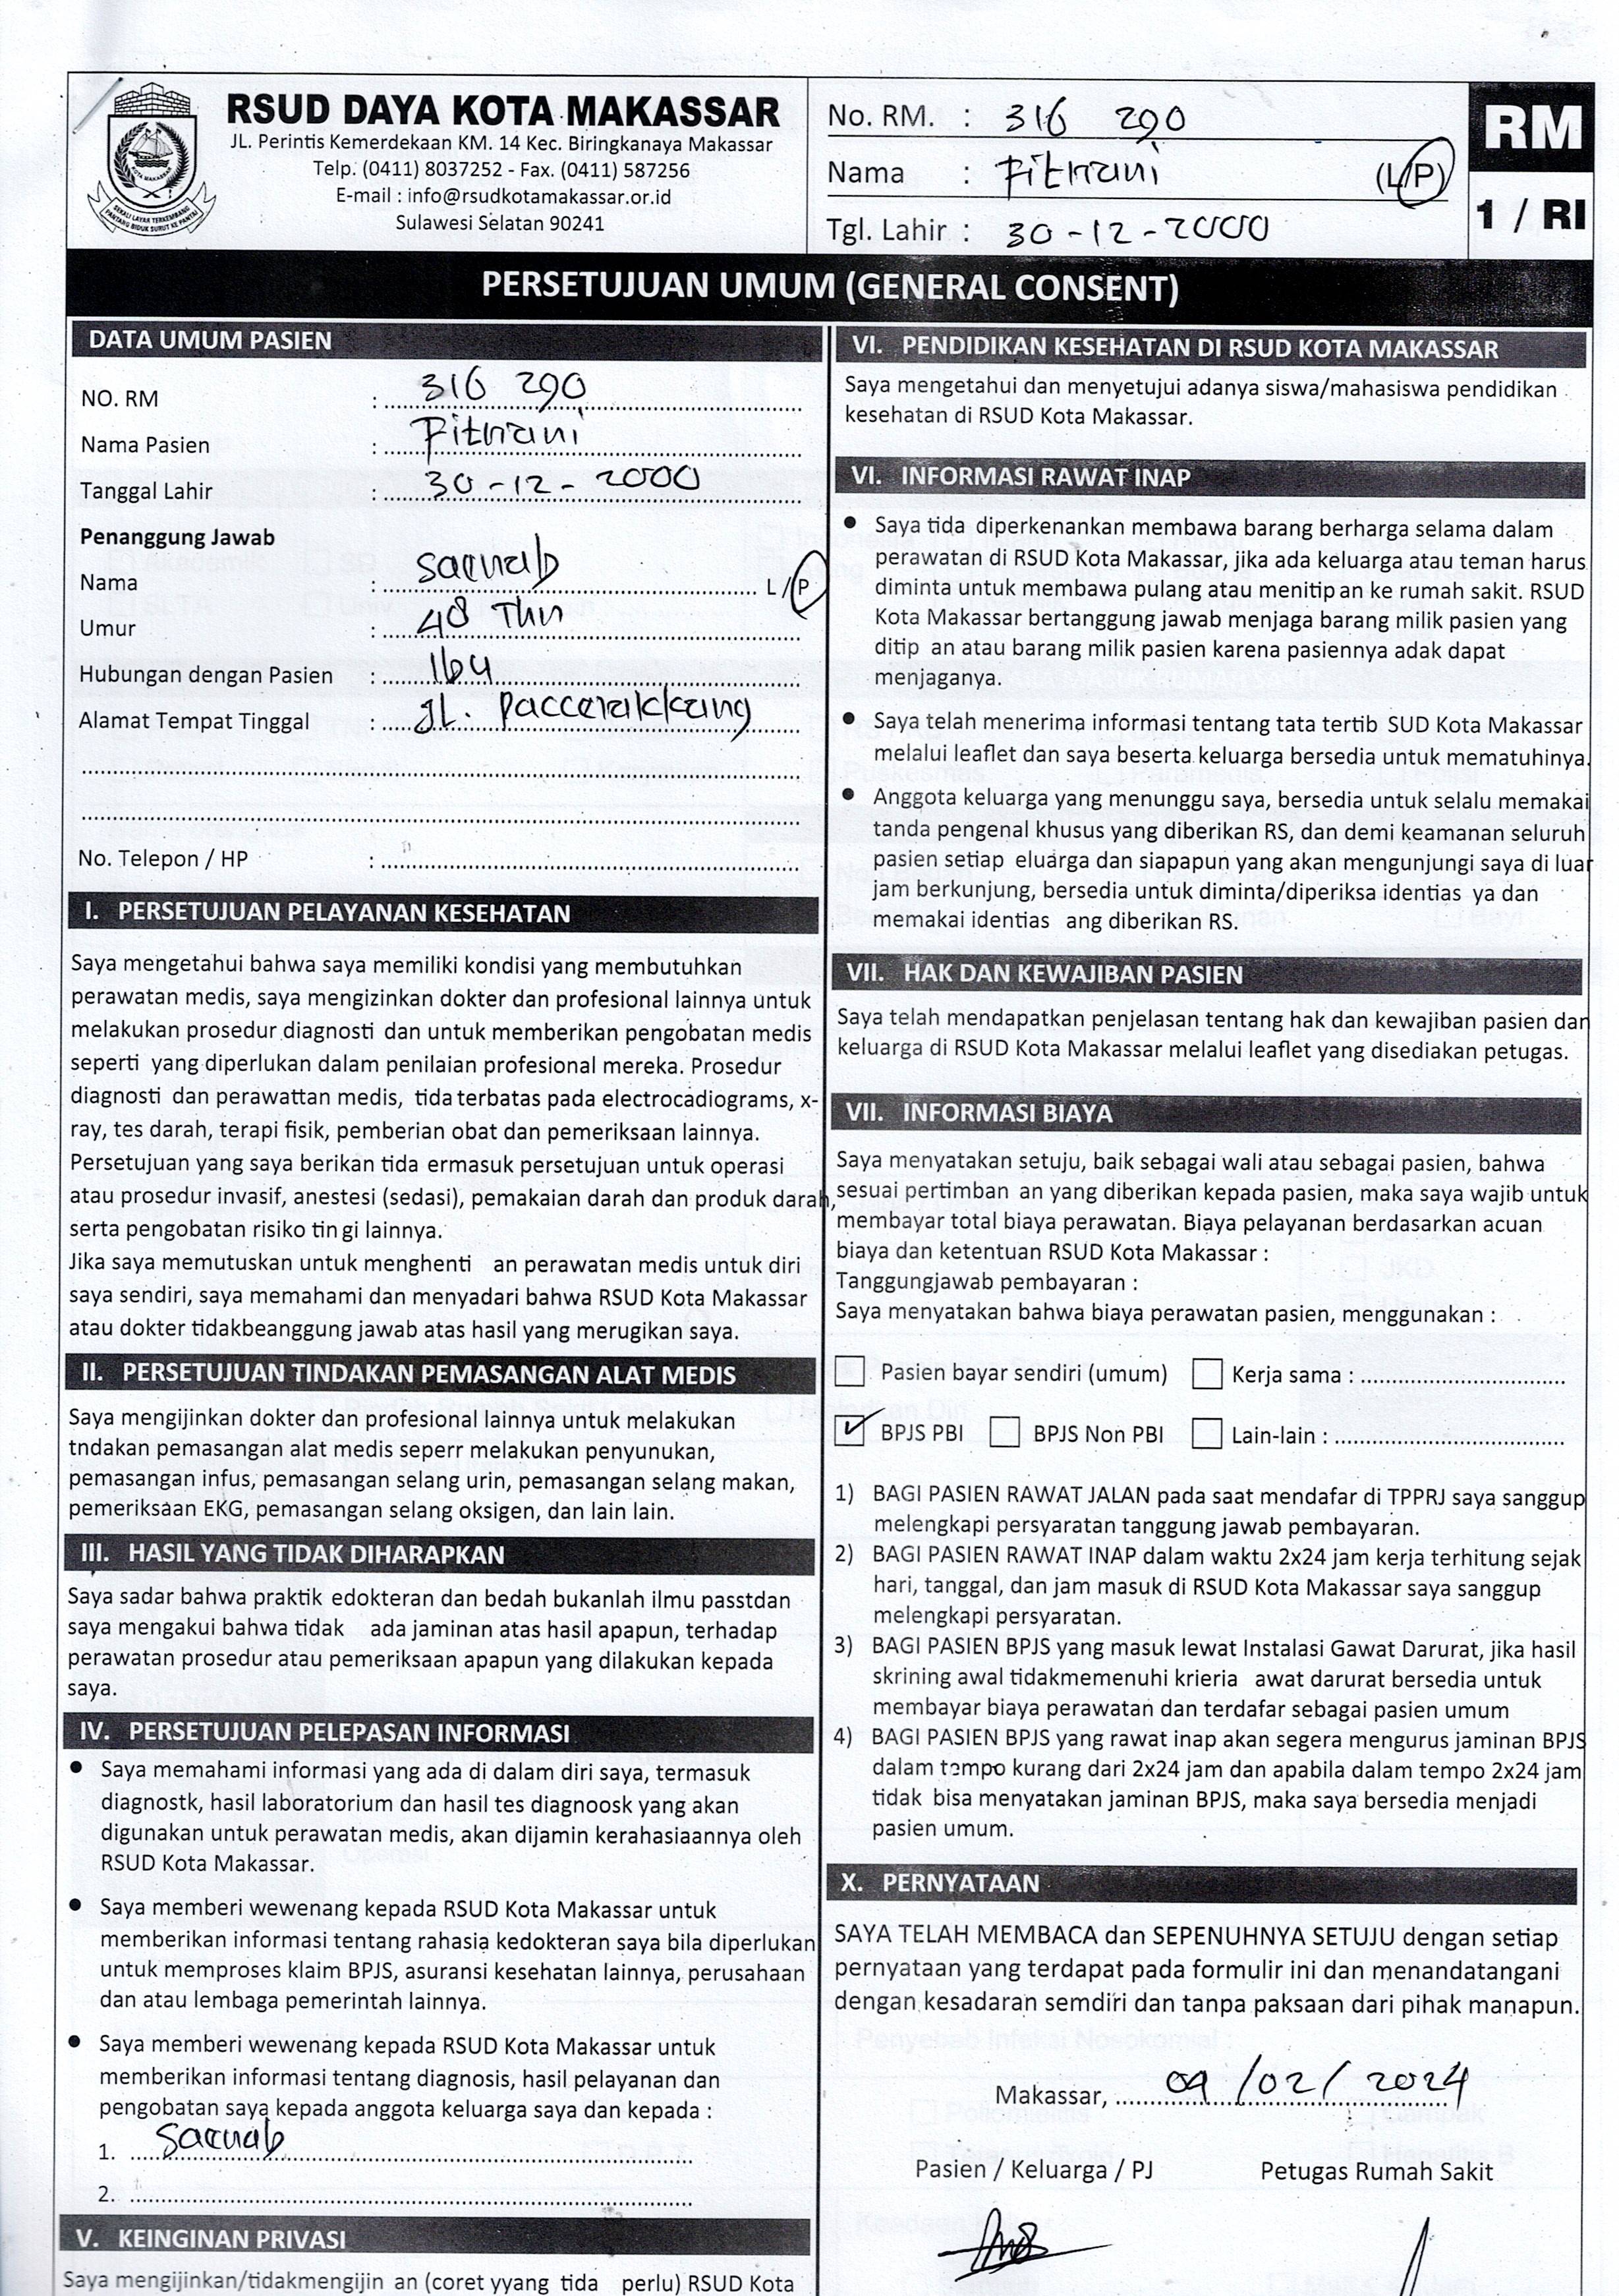 RSUD DAYA KOTA MAKASSAR
JL. Perintis Kemerdekaan KM. 14 Kec. Biringkanaya Makassar
Telp. (0411) 8037252 - Fax. (0411) 587256
E-mail : info@rsudkotamakassar.or.id
Sulawesi Selatan 90241
KOTA MAKASSAR
SEKALI LAYAR TERKEMBANG
PANTANG BIDUK SURUT KE PANTAI
No. RM. : 316 290
Nama : Fitriani (L/P)
Tgl. Lahir : 30-12-2000
RM
1 / RI
PERSETUJUAN UMUM (GENERAL CONSENT)
DATA UMUM PASIEN
NO. RM : 316 290
Nama Pasien : Fitriani
Tanggal Lahir : 30-12-2000
Penanggung Jawab
Nama : L / P
Umur : 48 Thn
Hubungan dengan Pasien : Ibu
Alamat Tempat Tinggal : JL. Paccerakkang
No. Telepon / HP :
I. PERSETUJUAN PELAYANAN KESEHATAN
Saya mengetahui bahwa saya memiliki kondisi yang membutuhkan
perawatan medis, saya mengizinkan dokter dan profesional lainnya untuk
melakukan prosedur diagnosti dan untuk memberikan pengobatan medis
seperti yang diperlukan dalam penilaian profesional mereka. Prosedur
diagnosti dan perawattan medis, tida terbatas pada electrocadiograms, x-
ray, tes darah, terapi fisik, pemberian obat dan pemeriksaan lainnya.
Persetujuan yang saya berikan tida ermasuk persetujuan untuk operasi
atau prosedur invasif, anestesi (sedasi), pemakaian darah dan produk darah,
serta pengobatan risiko tin gi lainnya.
Jika saya memutuskan untuk menghenti an perawatan medis untuk diri
saya sendiri, saya memahami dan menyadari bahwa RSUD Kota Makassar
atau dokter tidakbeanggung jawab atas hasil yang merugikan saya.
II. PERSETUJUAN TINDAKAN PEMASANGAN ALAT MEDIS
Saya mengijinkan dokter dan profesional lainnya untuk melakukan
tndakan pemasangan alat medis seperr melakukan penyunukan,
pemasangan infus, pemasangan selang urin, pemasangan selang makan,
pemeriksaan EKG, pemasangan selang oksigen, dan lain lain.
III. HASIL YANG TIDAK DIHARAPKAN
Saya sadar bahwa praktik edokteran dan bedah bukanlah ilmu passtdan
saya mengakui bahwa tidak ada jaminan atas hasil apapun, terhadap
perawatan prosedur atau pemeriksaan apapun yang dilakukan kepada
saya.
IV. PERSETUJUAN PELEPASAN INFORMASI
• Saya memahami informasi yang ada di dalam diri saya, termasuk
diagnostk, hasil laboratorium dan hasil tes diagnoosk yang akan
digunakan untuk perawatan medis, akan dijamin kerahasiaannya oleh
RSUD Kota Makassar.
• Saya memberi wewenang kepada RSUD Kota Makassar untuk
memberikan informasi tentang rahasia kedokteran saya bila diperlukan
untuk memproses klaim BPJS, asuransi kesehatan lainnya, perusahaan
dan atau lembaga pemerintah lainnya.
• Saya memberi wewenang kepada RSUD Kota Makassar untuk
memberikan informasi tentang diagnosis, hasil pelayanan dan
pengobatan saya kepada anggota keluarga saya dan kepada :
1.
2.
V. KEINGINAN PRIVASI
Saya mengijinkan/tidakmengijin an (coret yyang tida perlu) RSUD Kota
VI. PENDIDIKAN KESEHATAN DI RSUD KOTA MAKASSAR
Saya mengetahui dan menyetujui adanya siswa/mahasiswa pendidikan
kesehatan di RSUD Kota Makassar.
VI. INFORMASI RAWAT INAP
• Saya tida diperkenankan membawa barang berharga selama dalam
perawatan di RSUD Kota Makassar, jika ada keluarga atau teman harus
diminta untuk membawa pulang atau menitip an ke rumah sakit. RSUD
Kota Makassar bertanggung jawab menjaga barang milik pasien yang
ditip an atau barang milik pasien karena pasiennya adak dapat
menjaganya.
• Saya telah menerima informasi tentang tata tertib SUD Kota Makassar
melalui leaflet dan saya beserta keluarga bersedia untuk mematuhinya.
• Anggota keluarga yang menunggu saya, bersedia untuk selalu memakai
tanda pengenal khusus yang diberikan RS, dan demi keamanan seluruh
pasien setiap eluarga dan siapapun yang akan mengunjungi saya di luar
jam berkunjung, bersedia untuk diminta/diperiksa identias ya dan
memakai identias ang diberikan RS.
VII. HAK DAN KEWAJIBAN PASIEN
Saya telah mendapatkan penjelasan tentang hak dan kewajiban pasien dan
keluarga di RSUD Kota Makassar melalui leaflet yang disediakan petugas.
VII. INFORMASI BIAYA
Saya menyatakan setuju, baik sebagai wali atau sebagai pasien, bahwa
sesuai pertimban an yang diberikan kepada pasien, maka saya wajib untuk
membayar total biaya perawatan. Biaya pelayanan berdasarkan acuan
biaya dan ketentuan RSUD Kota Makassar :
Tanggungjawab pembayaran :
Saya menyatakan bahwa biaya perawatan pasien, menggunakan :
☐ Pasien bayar sendiri (umum) ☐ Kerja sama :
☑ BPJS PBI ☐ BPJS Non PBI ☐ Lain-lain :
1) BAGI PASIEN RAWAT JALAN pada saat mendafar di TPPRJ saya sanggup
melengkapi persyaratan tanggung jawab pembayaran.
2) BAGI PASIEN RAWAT INAP dalam waktu 2x24 jam kerja terhitung sejak
hari, tanggal, dan jam masuk di RSUD Kota Makassar saya sanggup
melengkapi persyaratan.
3) BAGI PASIEN BPJS yang masuk lewat Instalasi Gawat Darurat, jika hasil
skrining awal tidakmemenuhi krieria awat darurat bersedia untuk
membayar biaya perawatan dan terdafar sebagai pasien umum
4) BAGI PASIEN BPJS yang rawat inap akan segera mengurus jaminan BPJS
dalam tempo kurang dari 2x24 jam dan apabila dalam tempo 2x24 jam
tidak bisa menyatakan jaminan BPJS, maka saya bersedia menjadi
pasien umum.
X. PERNYATAAN
SAYA TELAH MEMBACA dan SEPENUHNYA SETUJU dengan setiap
pernyataan yang terdapat pada formulir ini dan menandatangani
dengan kesadaran semdiri dan tanpa paksaan dari pihak manapun.
Makassar, 09/02/2024
Pasien / Keluarga / PJ Petugas Rumah Sakit